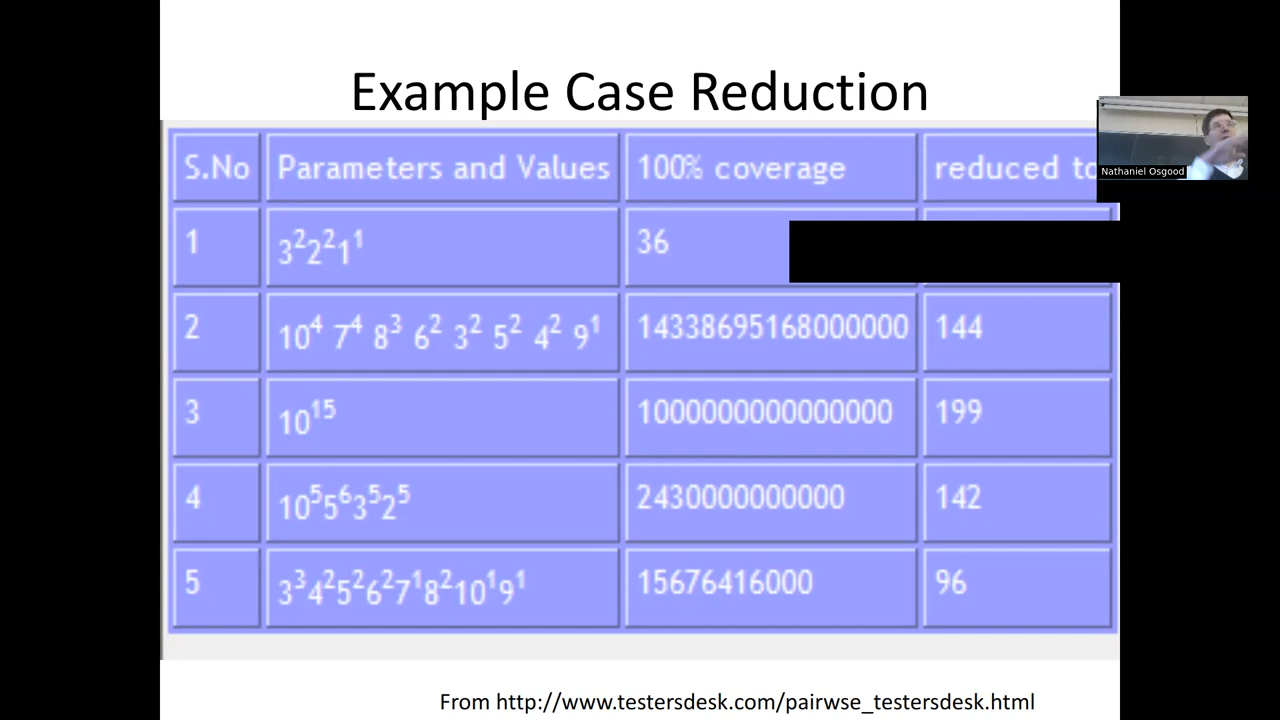 Example Case Reduction
S.No Parameters and Values 100% coverage reduced to
Nathaniel Osgood
1 3²2²1¹ 36
2 10⁴ 7⁴ 8³ 6² 3² 5² 4² 9¹ 14338695168000000 144
3 10¹⁵ 1000000000000000 199
4 10⁵5⁶3⁵2⁵ 2430000000000 142
5 3³4²5²6²7¹8²10¹9¹ 15676416000 96
From http://www.testersdesk.com/pairwse_testersdesk.html